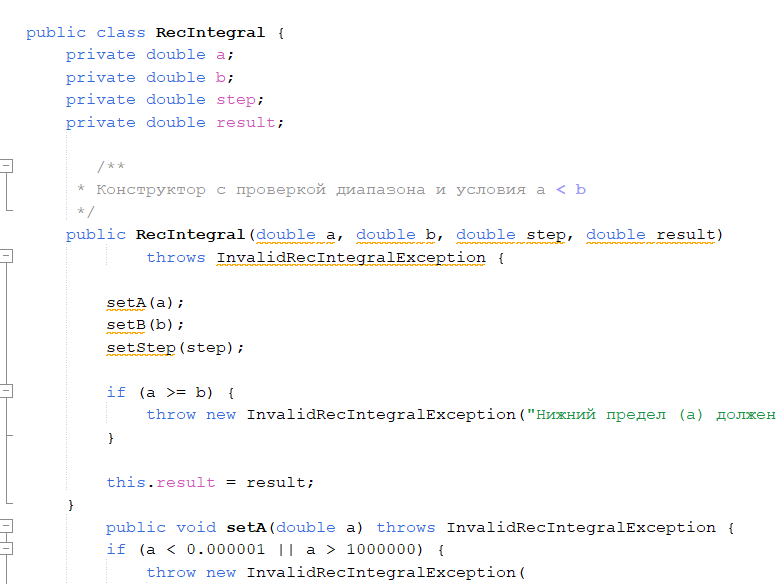 public class RecIntegral {
private double a;
private double b;
private double step;
private double result;
/**
* Конструктор с проверкой диапазона и условия a < b
*/
public RecIntegral(double a, double b, double step, double result)
throws InvalidRecIntegralException {
setA(a);
setB(b);
setStep(step);
if (a >= b) {
throw new InvalidRecIntegralException("Нижний предел (a) должен
}
this.result = result;
}
public void setA(double a) throws InvalidRecIntegralException {
if (a < 0.000001 || a > 1000000) {
throw new InvalidRecIntegralException(